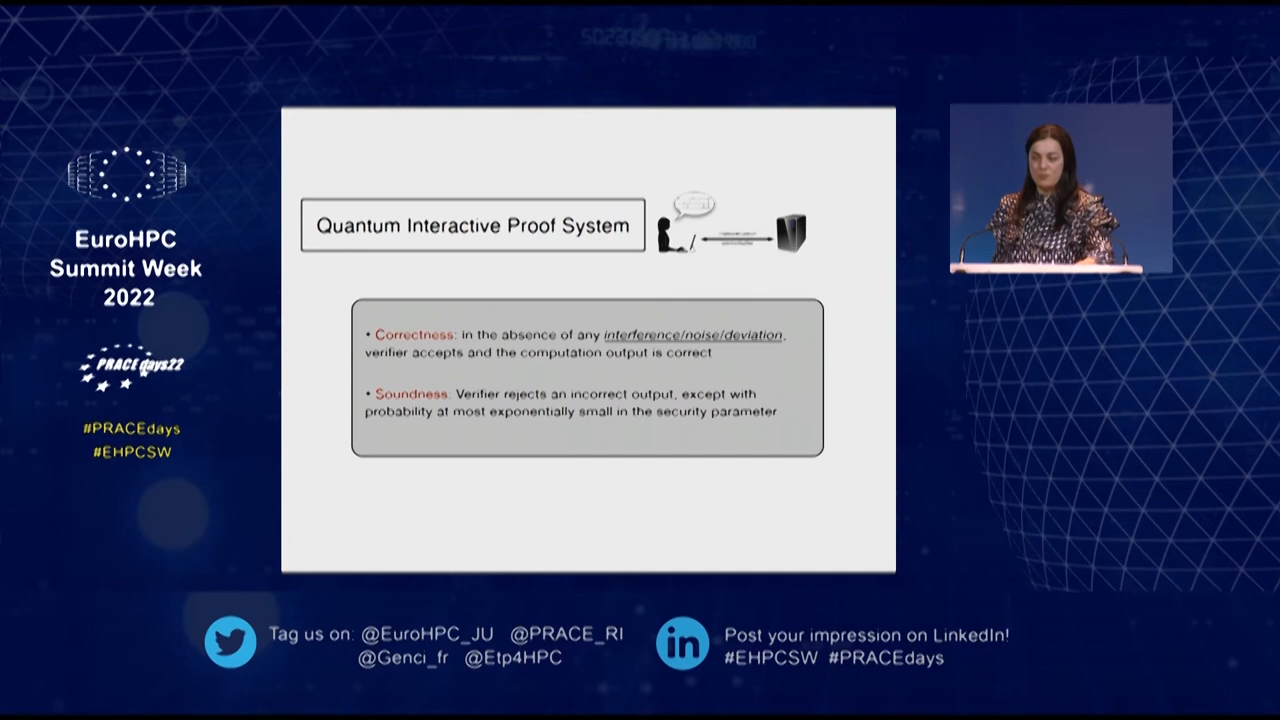 EuroHPC
Summit Week
2022
PRACEdays22
#PRACEdays
#EHPCSW
Quantum Interactive Proof System
• Correctness: in the absence of any interference/noise/deviation,
verifier accepts and the computation output is correct
• Soundness: Verifier rejects an incorrect output, except with
probability at most exponentially small in the security parameter
Tag us on: @EuroHPC_JU @PRACE_RI
@Genci_fr @Etp4HPC
in
Post your impression on LinkedIn!
#EHPCSW #PRACEdays